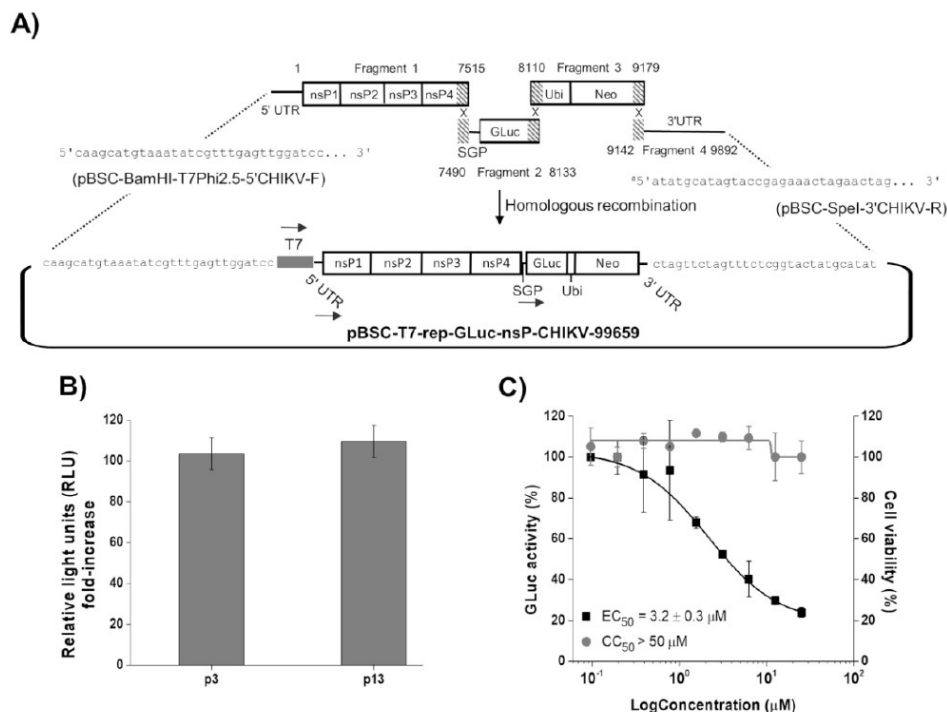 A)
1 Fragment 1 7515 8110 Fragment 3 9179
nsP1 nsP2 nsP3 nsP4 Ubi Neo
5' UTR
X X X
GLuc
3'UTR
SGP
9142 Fragment 4 9892
7490 Fragment 2 8133
5'caagcatgtaaatatcgtttgagttggatcc... 3'
(pBSC-BamHI-T7Phi2.5-5'CHIKV-F)
5'atatgcatagtaccgagaaactagaactag... 3'
(pBSC-SpeI-3'CHIKV-R)
Homologous recombination
T7
caagcatgtaaatatcgtttgagttggatcc nsP1 nsP2 nsP3 nsP4 GLuc Neo ctagttctagtttctcggtactatgcatat
5' UTR SGP Ubi 3' UTR
pBSC-T7-rep-GLuc-nsP-CHIKV-99659
B)
Relative light units (RLU)
fold-increase
120
100
80
60
40
20
0
p3 p13
C)
GLuc activity (%)
120
100
80
60
40
20
0
EC50 = 3.2 ± 0.3 μM
CC50 > 50 μM
120
100
80
60
40
20
0
Cell viability (%)
10-1 100 101 102
LogConcentration (μM)